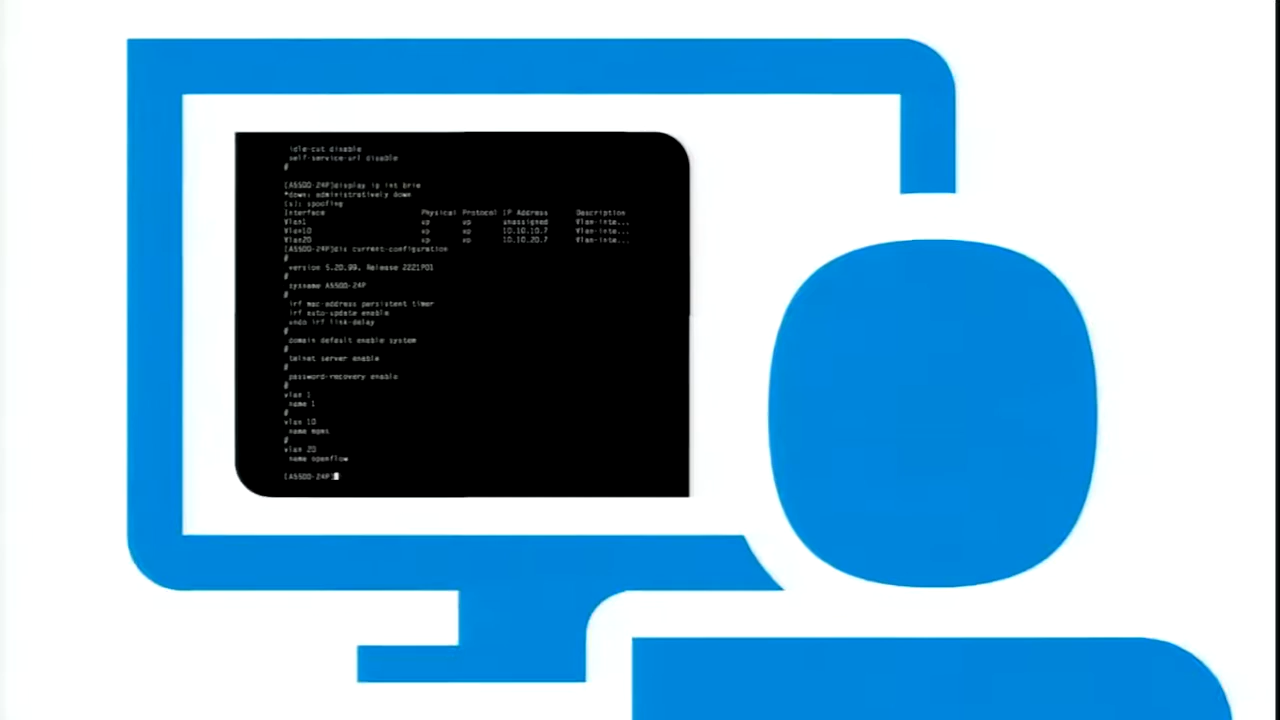 idle-cut disable
self-service-url disable
#
[A5500-24P]display ip int brie
*down: administratively down
(s): spoofing
Interface Physical Protocol IP Address Description
Vlan1 up up unassigned Vlan-inte...
Vlan10 up up 10.10.10.7 Vlan-inte...
Vlan20 up up 10.10.20.7 Vlan-inte...
[A5500-24P]dis current-configuration
#
version 5.20.99, Release 2221P01
#
sysname A5500-24P
#
irf mac-address persistent timer
irf auto-update enable
undo irf link-delay
#
domain default enable system
#
telnet server enable
#
password-recovery enable
#
vlan 1
name 1
#
vlan 10
name mgmt
#
vlan 20
name openflow
[A5500-24P]